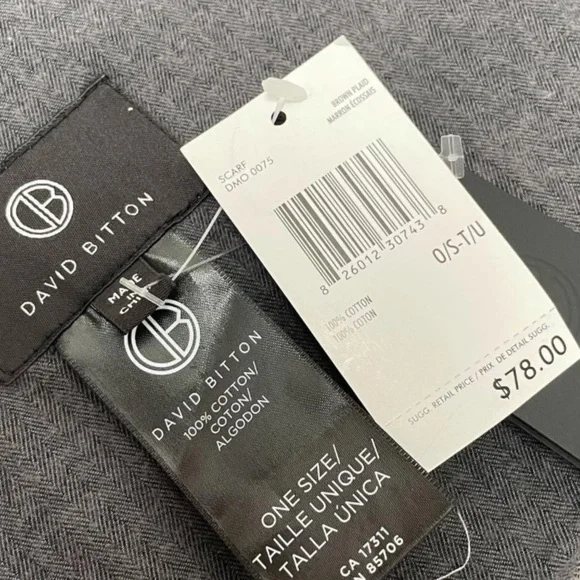 DAVID BITTON
MADE
IN
CHINA
DAVID BITTON
100% COTTON/
COTON/
ALGODON
ONE SIZE/
TAILLE UNIQUE/
TALLA ÚNICA
CA 17311
85706
SCARF
DMO 0075
BROWN PLAID
MARRON ÉCOSSAIS
8 26012 30743 8
O/S-T/U
100% COTTON
100% COTON
SUGG. RETAIL PRICE / PRIX DE DETAIL SUGG.
$78.00